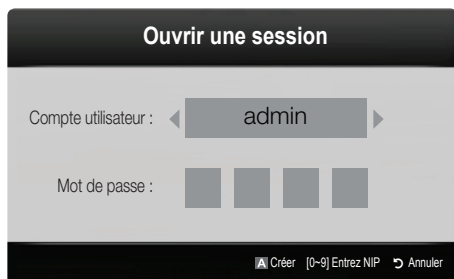 Ouvrir une session
Compte utilisateur : admin
Mot de passe :
A Créer [0~9] Entrez NIP Annuler